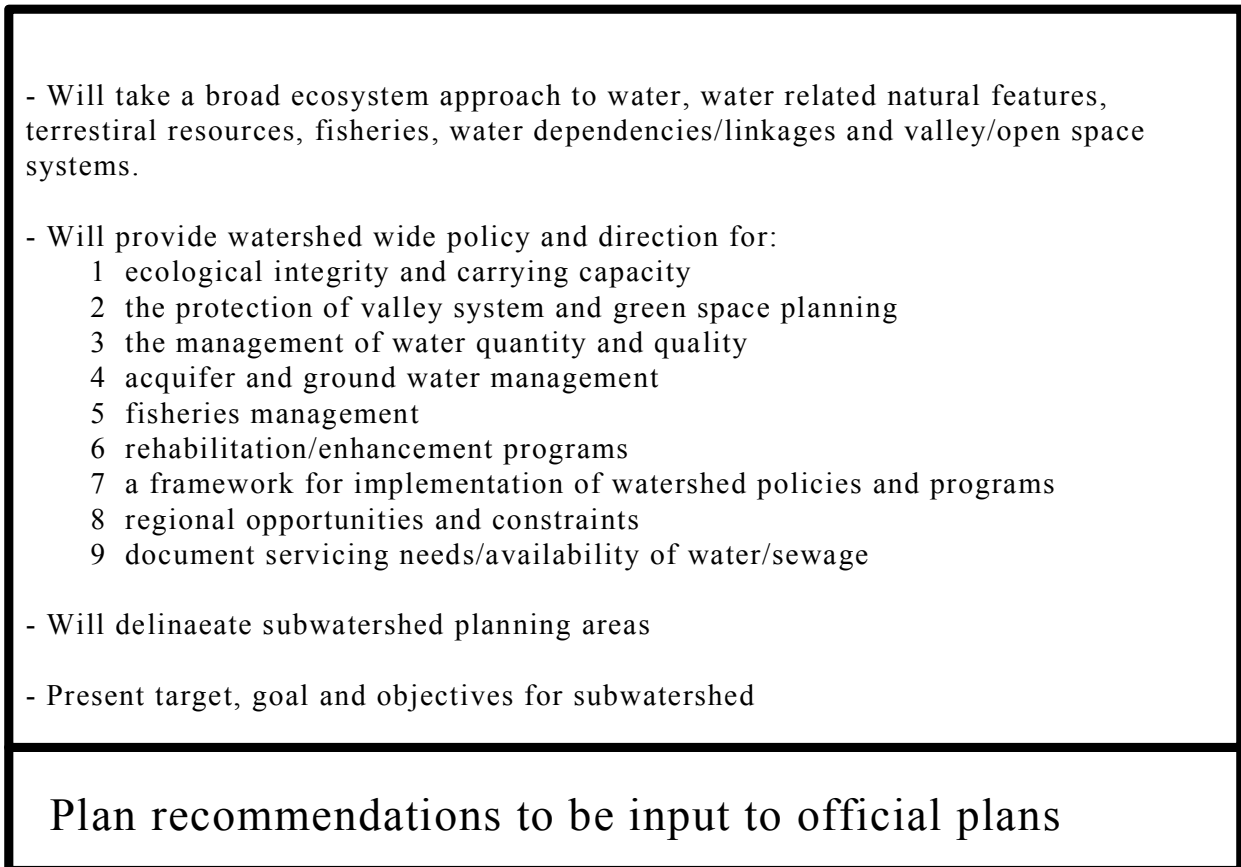 - Will take a broad ecosystem approach to water, water related natural features,
terrestiral resources, fisheries, water dependencies/linkages and valley/open space
systems.
- Will provide watershed wide policy and direction for:
1 ecological integrity and carrying capacity
2 the protection of valley system and green space planning
3 the management of water quantity and quality
4 acquifer and ground water management
5 fisheries management
6 rehabilitation/enhancement programs
7 a framework for implementation of watershed policies and programs
8 regional opportunities and constraints
9 document servicing needs/availability of water/sewage
- Will delinaeate subwatershed planning areas
- Present target, goal and objectives for subwatershed
Plan recommendations to be input to official plans